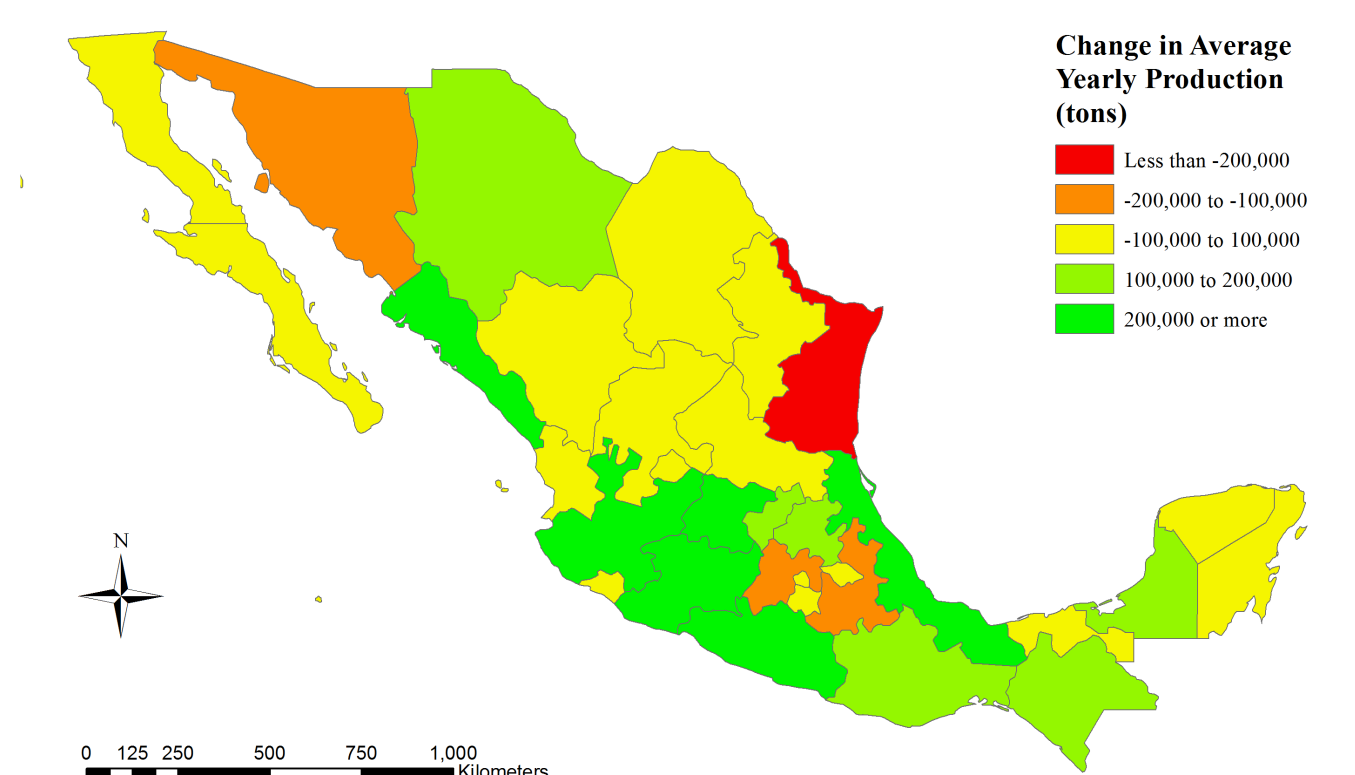 Change in Average
Yearly Production
(tons)
Less than -200,000
-200,000 to -100,000
-100,000 to 100,000
100,000 to 200,000
200,000 or more
N
0 125 250 500 750 1,000
Kilometers